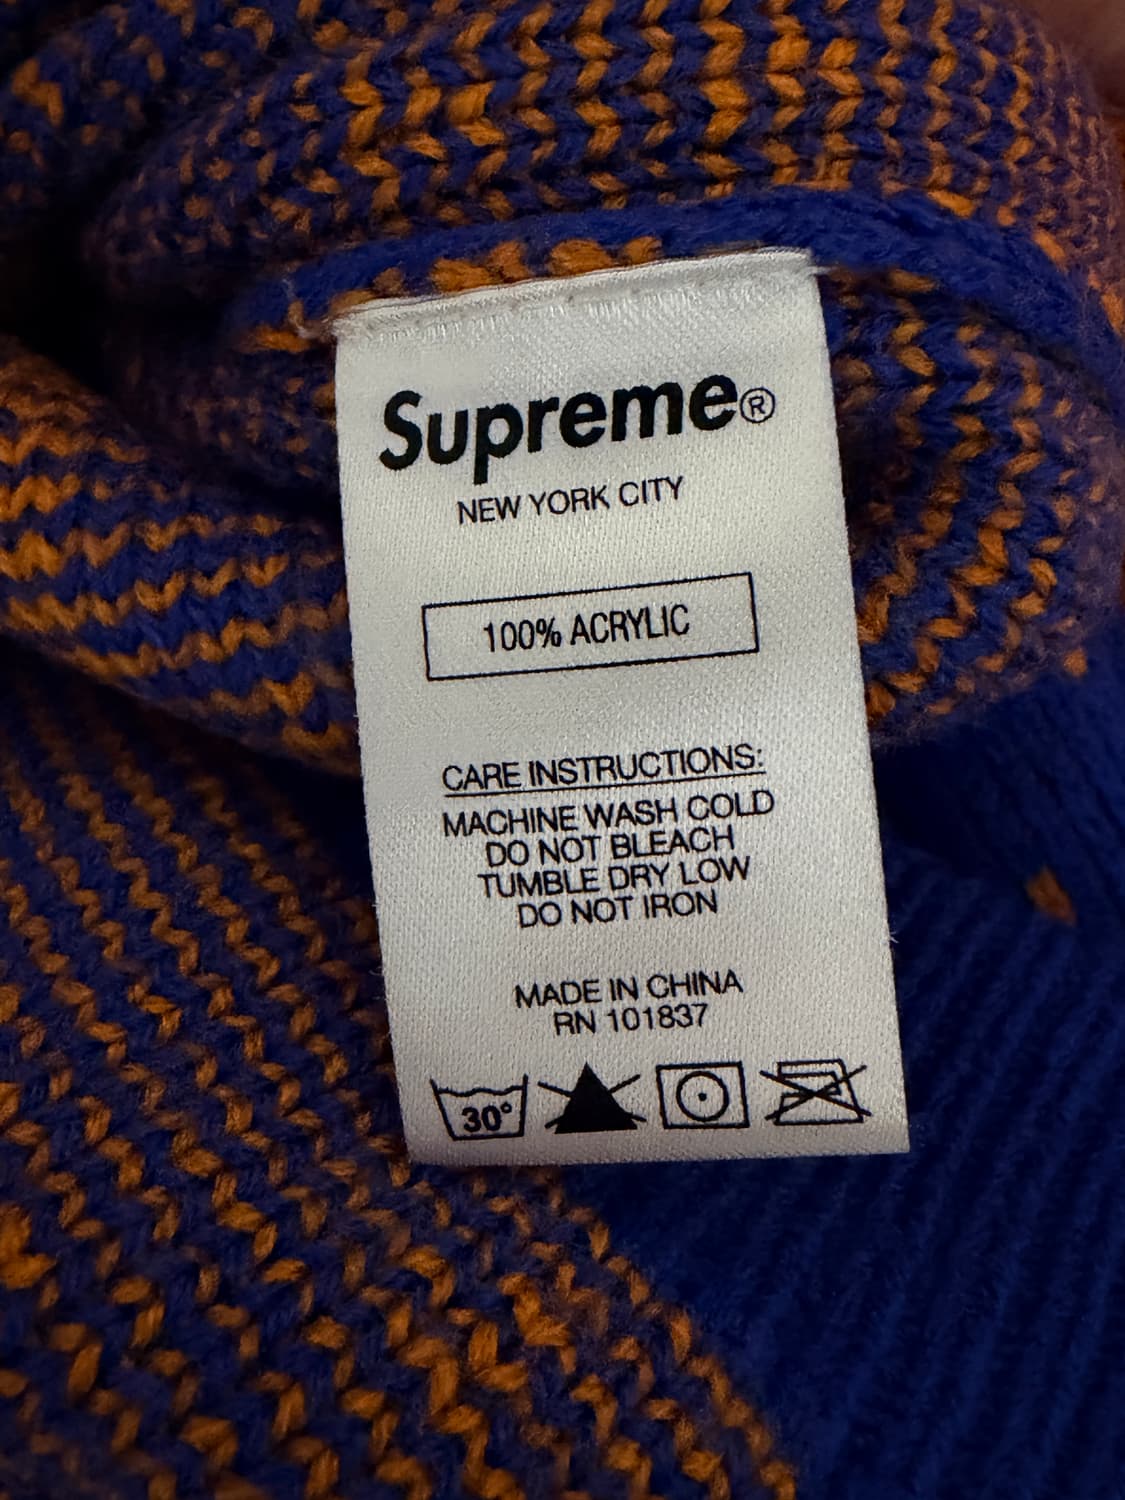 Supreme®
NEW YORK CITY
100% ACRYLIC
CARE INSTRUCTIONS:
MACHINE WASH COLD
DO NOT BLEACH
TUMBLE DRY LOW
DO NOT IRON
MADE IN CHINA
RN 101837
30°